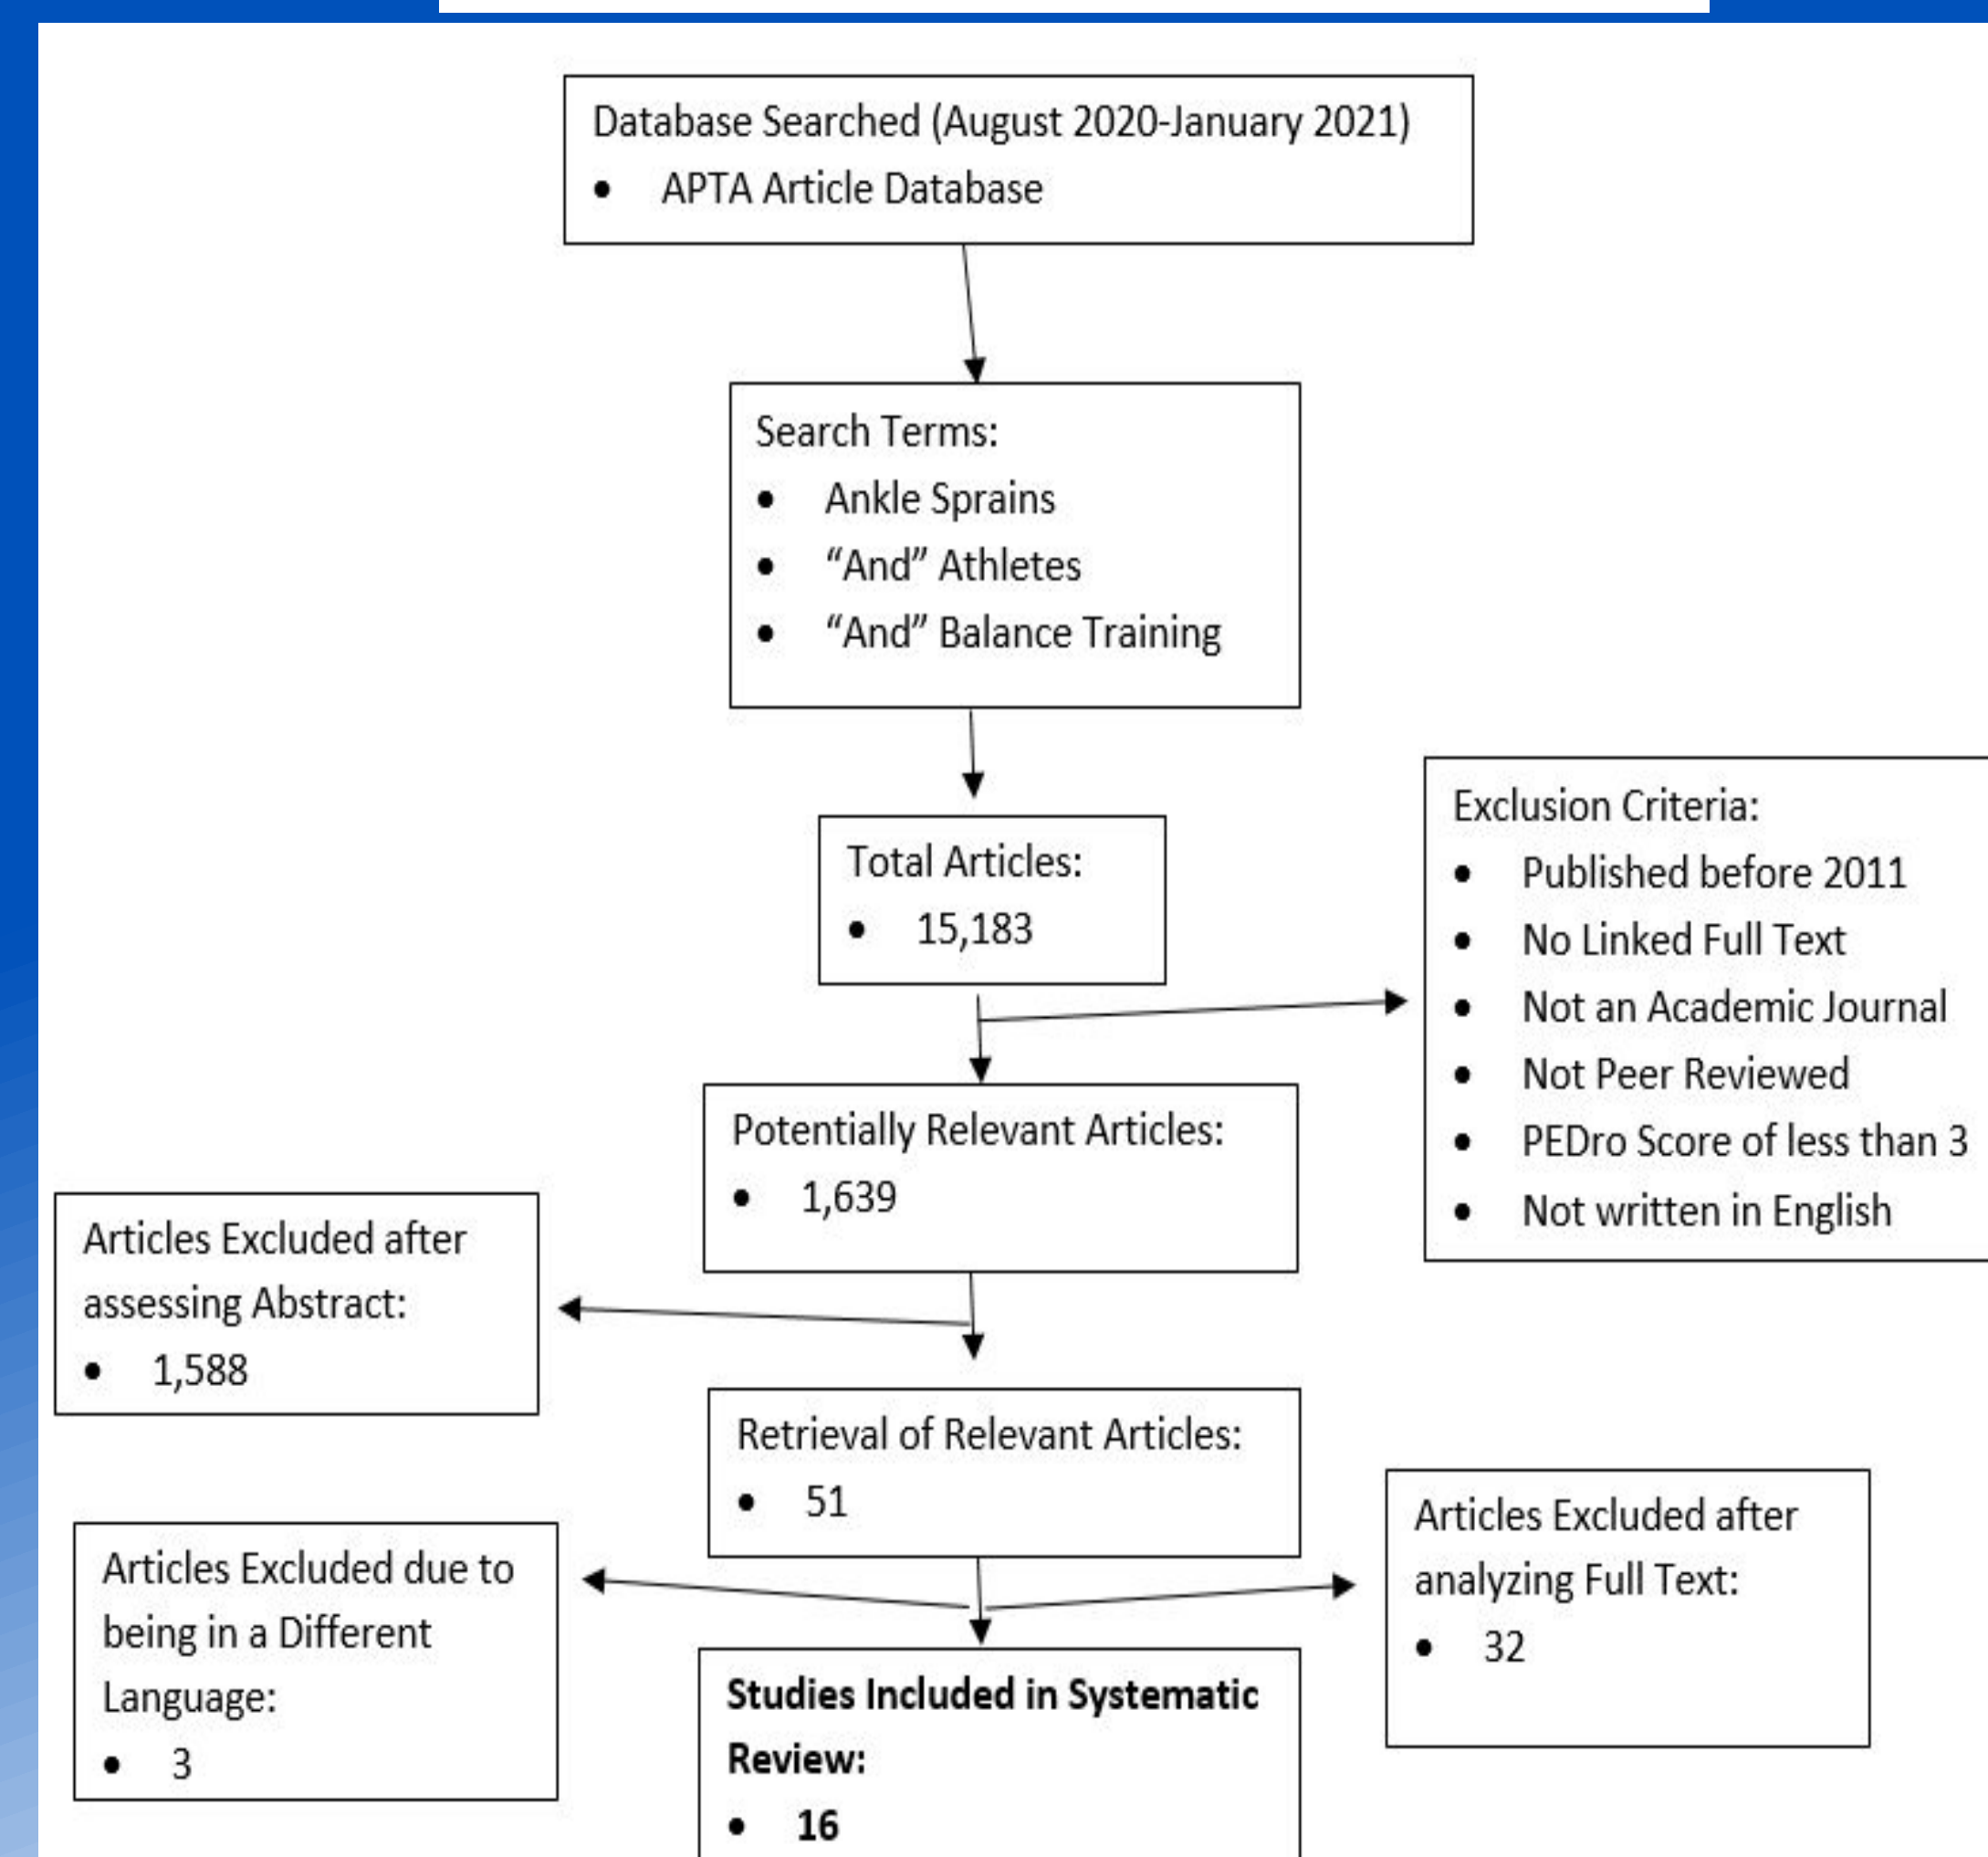 Database Searched (August 2020-January 2021)
• APTA Article Database
Search Terms:
• Ankle Sprains
• “And” Athletes
• “And” Balance Training
Total Articles:
• 15,183
Exclusion Criteria:
• Published before 2011
• No Linked Full Text
• Not an Academic Journal
• Not Peer Reviewed
• PEDro Score of less than 3
• Not written in English
Potentially Relevant Articles:
• 1,639
Articles Excluded after
assessing Abstract:
• 1,588
Retrieval of Relevant Articles:
• 51
Articles Excluded due to
being in a Different
Language:
• 3
Articles Excluded after
analyzing Full Text:
• 32
Studies Included in Systematic
Review:
• 16